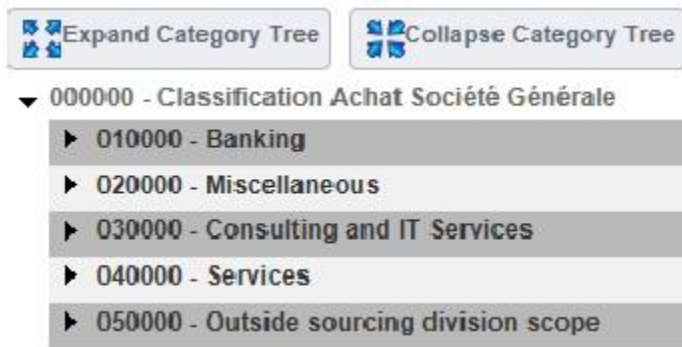 Expand Category Tree Collapse Category Tree
000000 - Classification Achat Société Générale
010000 - Banking
020000 - Miscellaneous
030000 - Consulting and IT Services
040000 - Services
050000 - Outside sourcing division scope